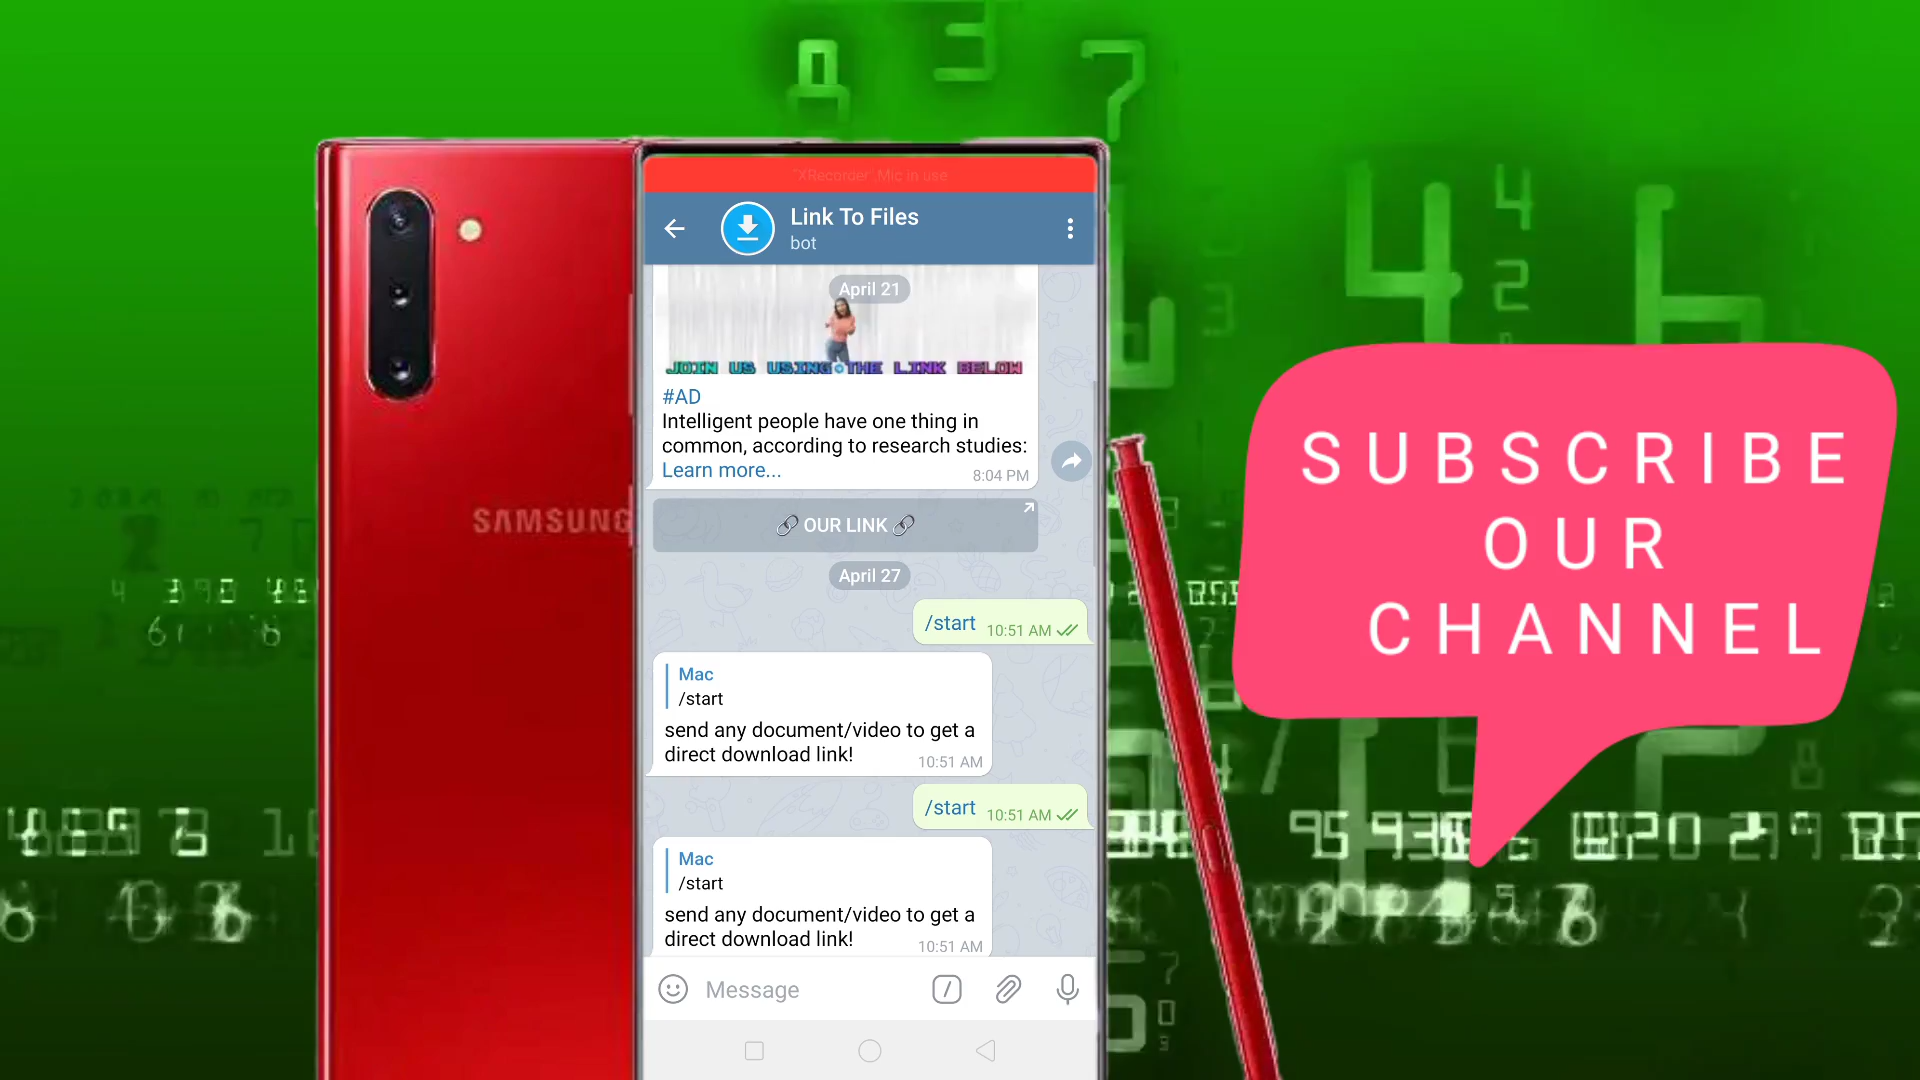 "XRecorder" Mic in use
Link To Files
bot
April 21
JOIN US USING THE LINK BELOW
#AD
Intelligent people have one thing in
common, according to research studies:
Learn more...
8:04 PM
🔗 OUR LINK 🔗
April 27
/start 10:51 AM
Mac
/start
send any document/video to get a
direct download link!
10:51 AM
/start 10:51 AM
Mac
/start
send any document/video to get a
direct download link!
10:51 AM
Message
SAMSUNG
SUBSCRIBE
OUR
CHANNEL